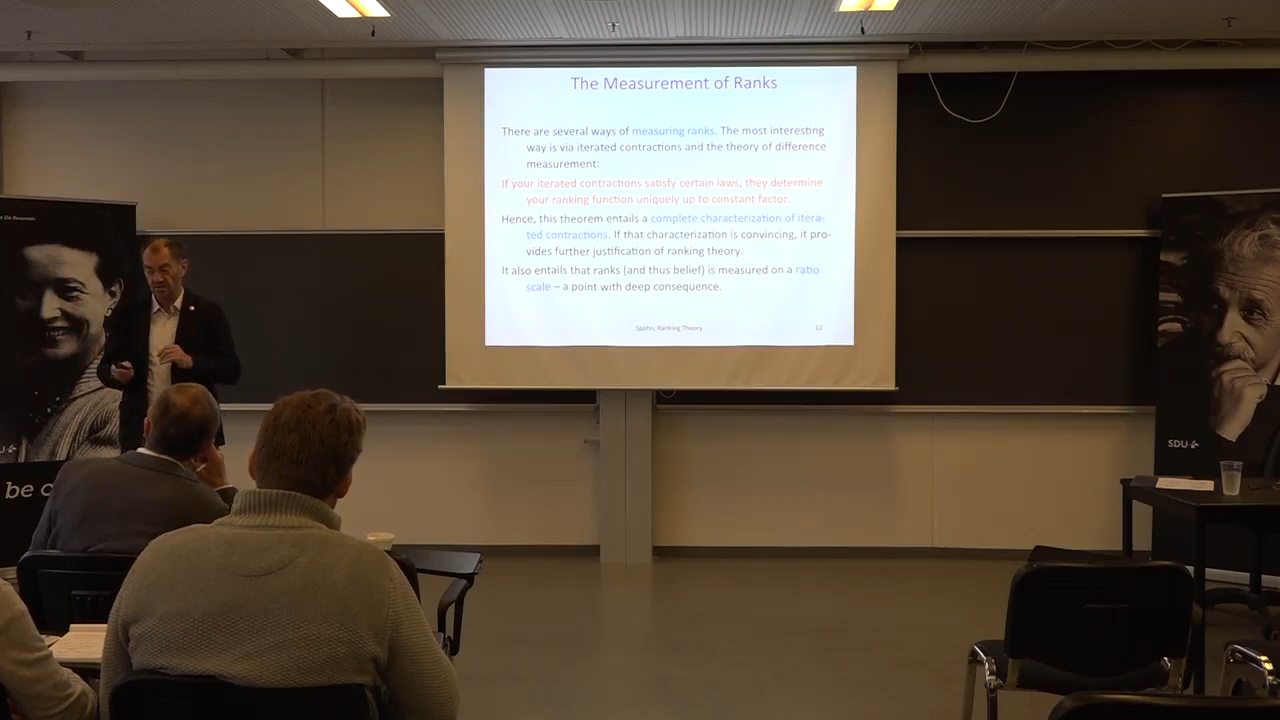 The Measurement of Ranks
There are several ways of measuring ranks. The most interesting
way is via iterated contractions and the theory of difference
measurement:
If your iterated contractions satisfy certain laws, they determine
your ranking function uniquely up to constant factor.
Hence, this theorem entails a complete characterization of itera-
ted contractions. If that characterization is convincing, it pro-
vides further justification of ranking theory.
It also entails that ranks (and thus belief) is measured on a ratio
scale – a point with deep consequence.
Spohn, Ranking Theory
12
be
SDU